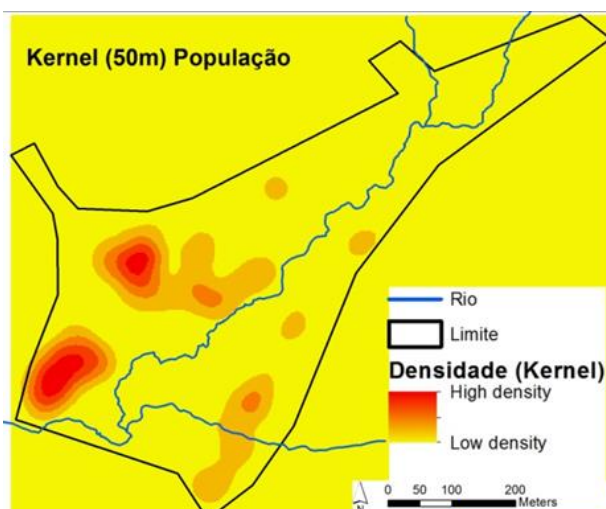 Kernel (50m) População
Rio
Limite
Densidade (Kernel)
High density
Low density
0 50 100 200
Meters
N